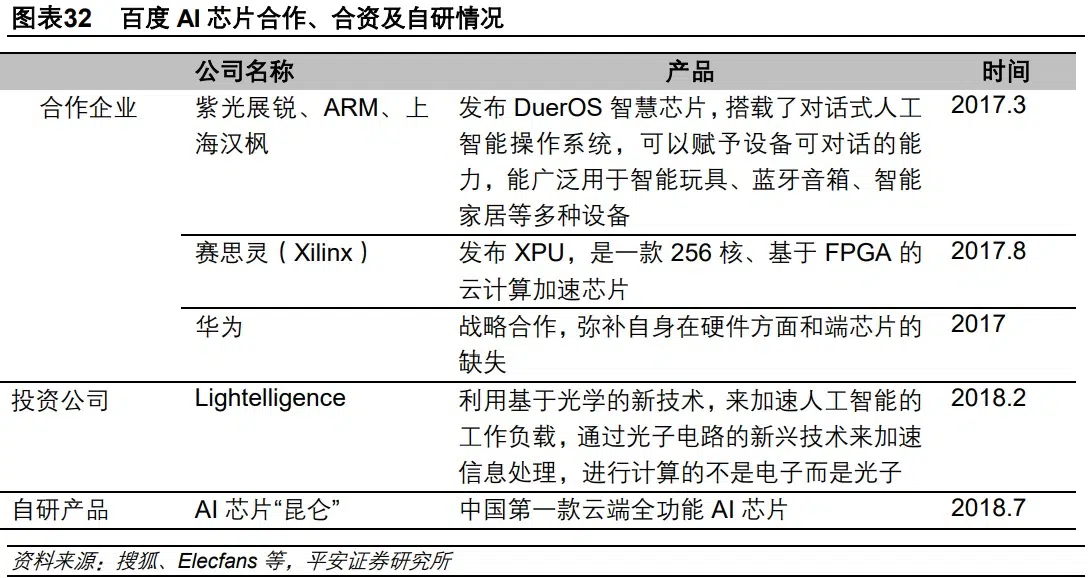 图表32 百度 AI 芯片合作、合资及自研情况
公司名称 产品 时间
合作企业 紫光展锐、ARM、上 发布 DuerOS 智慧芯片，搭载了对话式人工 2017.3
海汉枫 智能操作系统，可以赋予设备可对话的能
力，能广泛用于智能玩具、蓝牙音箱、智能
家居等多种设备
赛思灵（Xilinx） 发布 XPU，是一款 256 核、基于 FPGA 的 2017.8
云计算加速芯片
华为 战略合作，弥补自身在硬件方面和端芯片的 2017
缺失
投资公司 Lightelligence 利用基于光学的新技术，来加速人工智能的 2018.2
工作负载，通过光子电路的新兴技术来加速
信息处理，进行计算的不是电子而是光子
自研产品 AI 芯片“昆仑” 中国第一款云端全功能 AI 芯片 2018.7
资料来源：搜狐、Elecfans 等，平安证券研究所